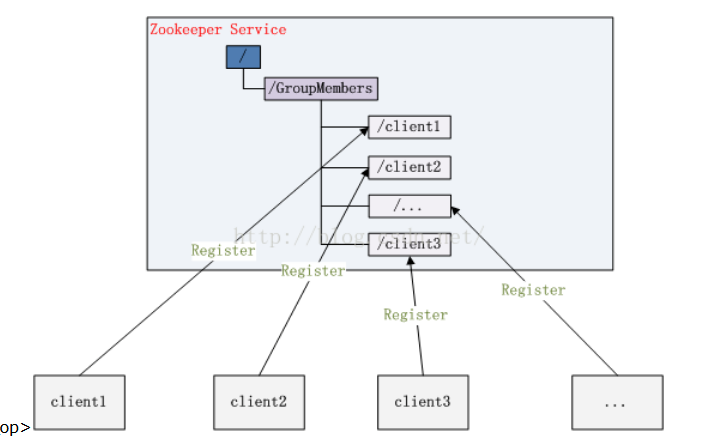 Zookeeper Service
/
/GroupMembers
/client1
/client2
/...
/client3
Register
Register
Register
Register
client1
client2
client3
...
op>